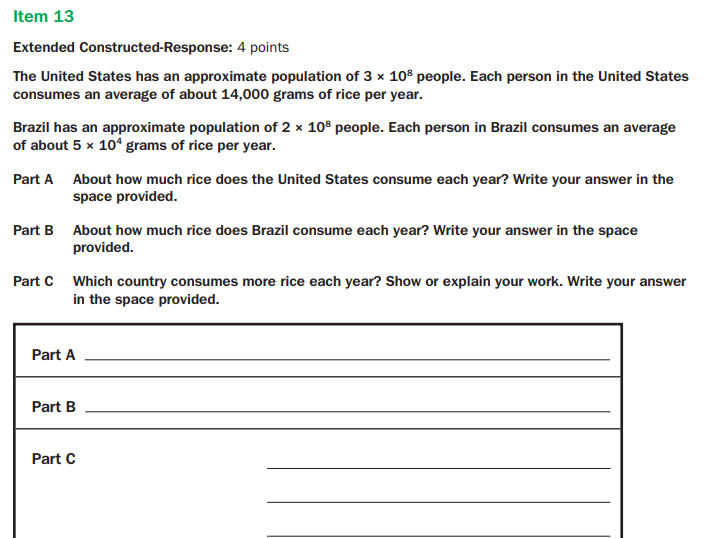 Item 13
Extended Constructed-Response: 4 points
The United States has an approximate population of 3 × 10⁸ people. Each person in the United States
consumes an average of about 14,000 grams of rice per year.
Brazil has an approximate population of 2 × 10⁸ people. Each person in Brazil consumes an average
of about 5 × 10⁴ grams of rice per year.
Part A About how much rice does the United States consume each year? Write your answer in the
space provided.
Part B About how much rice does Brazil consume each year? Write your answer in the space
provided.
Part C Which country consumes more rice each year? Show or explain your work. Write your answer
in the space provided.
Part A
Part B
Part C